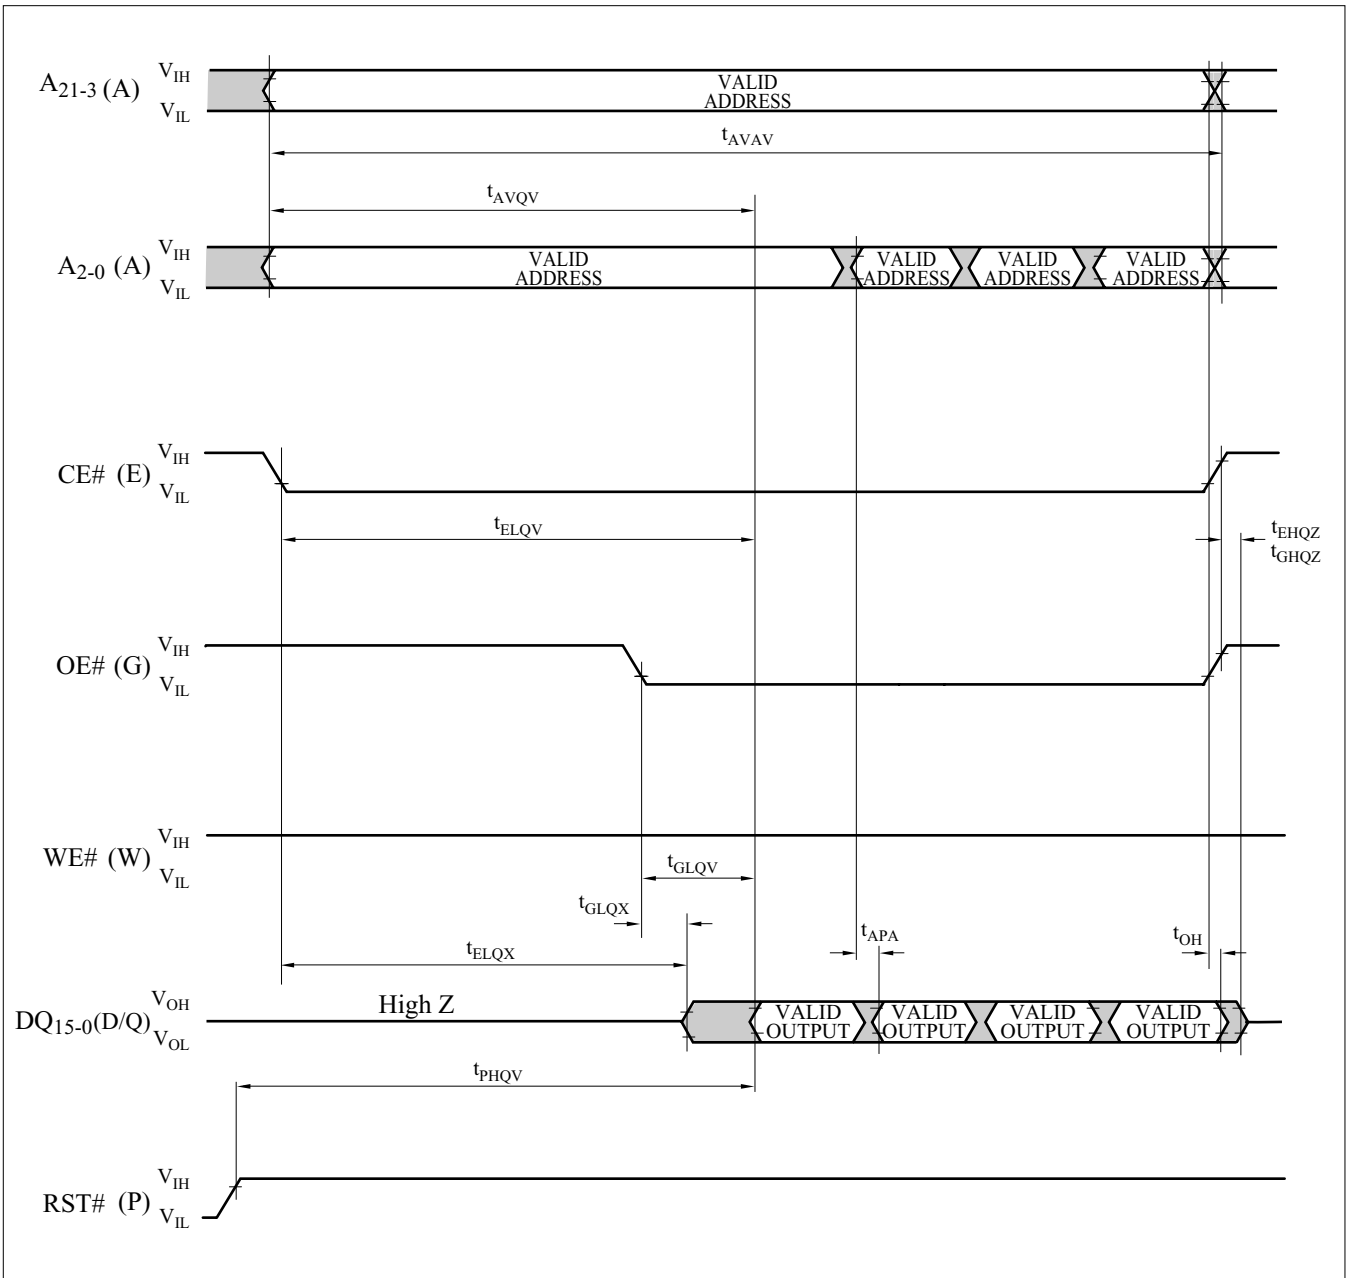 A21-3 (A) VIH VIL VALID ADDRESS
tAVAV
tAVQV
A2-0 (A) VIH VIL VALID ADDRESS VALID ADDRESS VALID ADDRESS VALID ADDRESS
CE# (E) VIH VIL
tELQV
tEHQZ
tGHQZ
OE# (G) VIH VIL
WE# (W) VIH VIL
tGLQV
tGLQX
tAPA
tOH
tELQX
DQ15-0(D/Q) VOH VOL High Z VALID OUTPUT VALID OUTPUT VALID OUTPUT VALID OUTPUT
tPHQV
RST# (P) VIH VIL